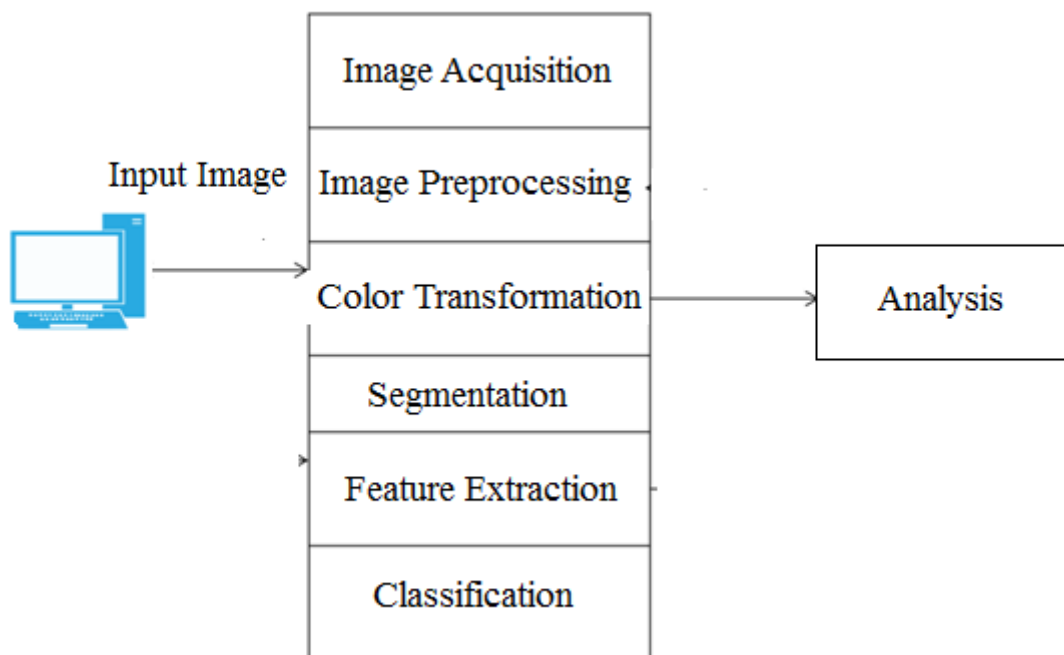 Input Image
Image Acquisition
Image Preprocessing
Color Transformation
Segmentation
Feature Extraction
Classification
Analysis